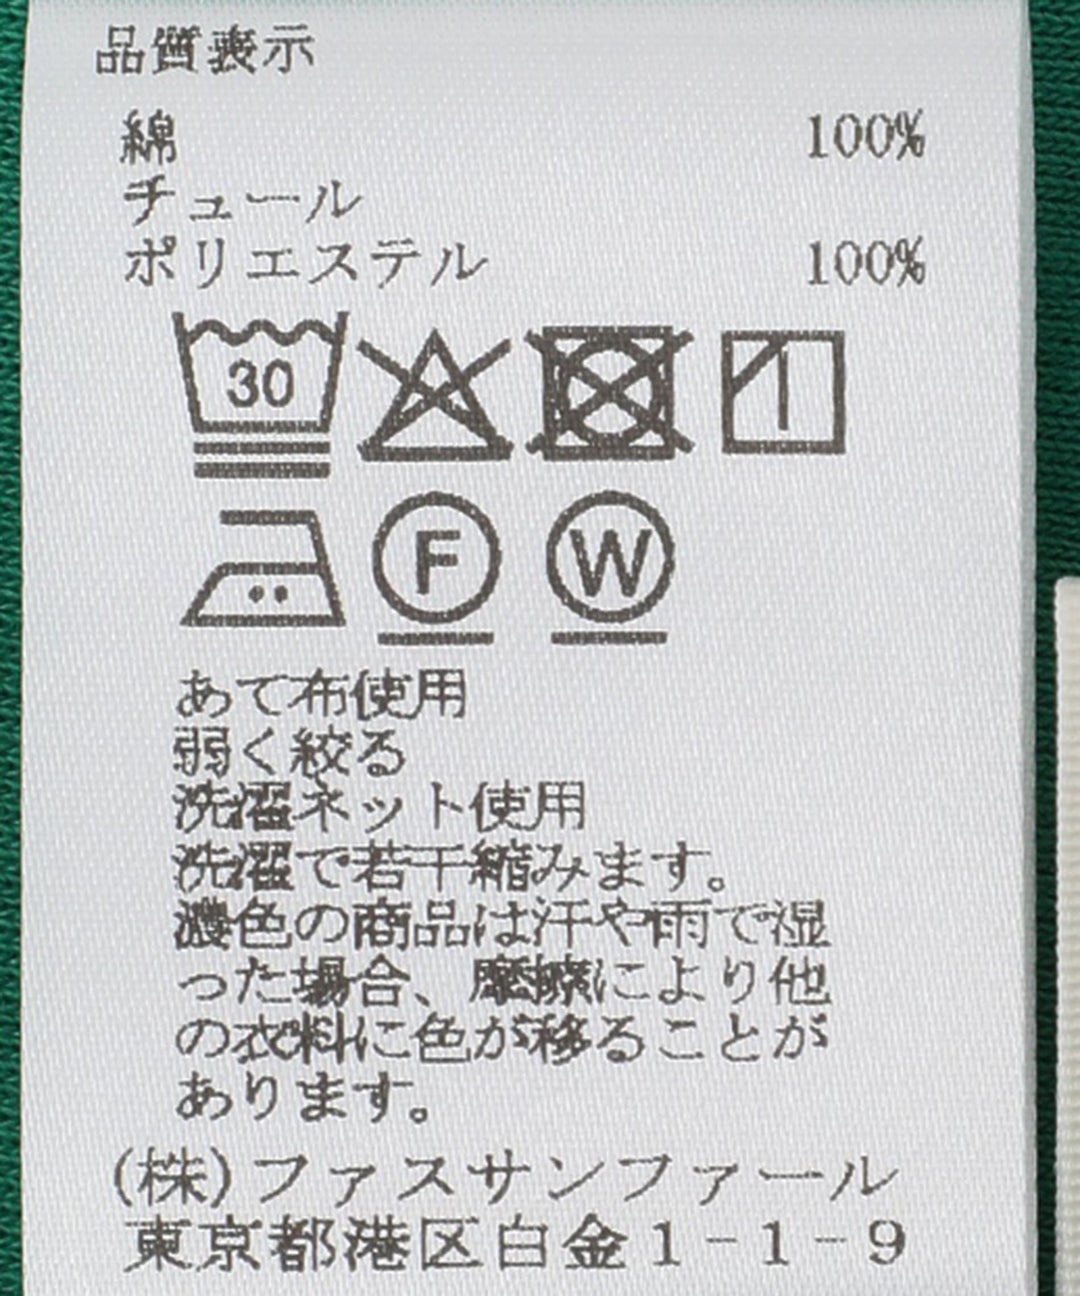 品質表示
綿 100%
チュール
ポリエステル 100%
30
F W
あて布使用
弱く絞る
洗濯ネット使用
洗濯で若干縮みます。
濃色の商品は汗や雨で湿
った場合、摩擦により他
の衣料に色が移ることが
あります。
(株)ファスサンファール
東京都港区白金1-1-9